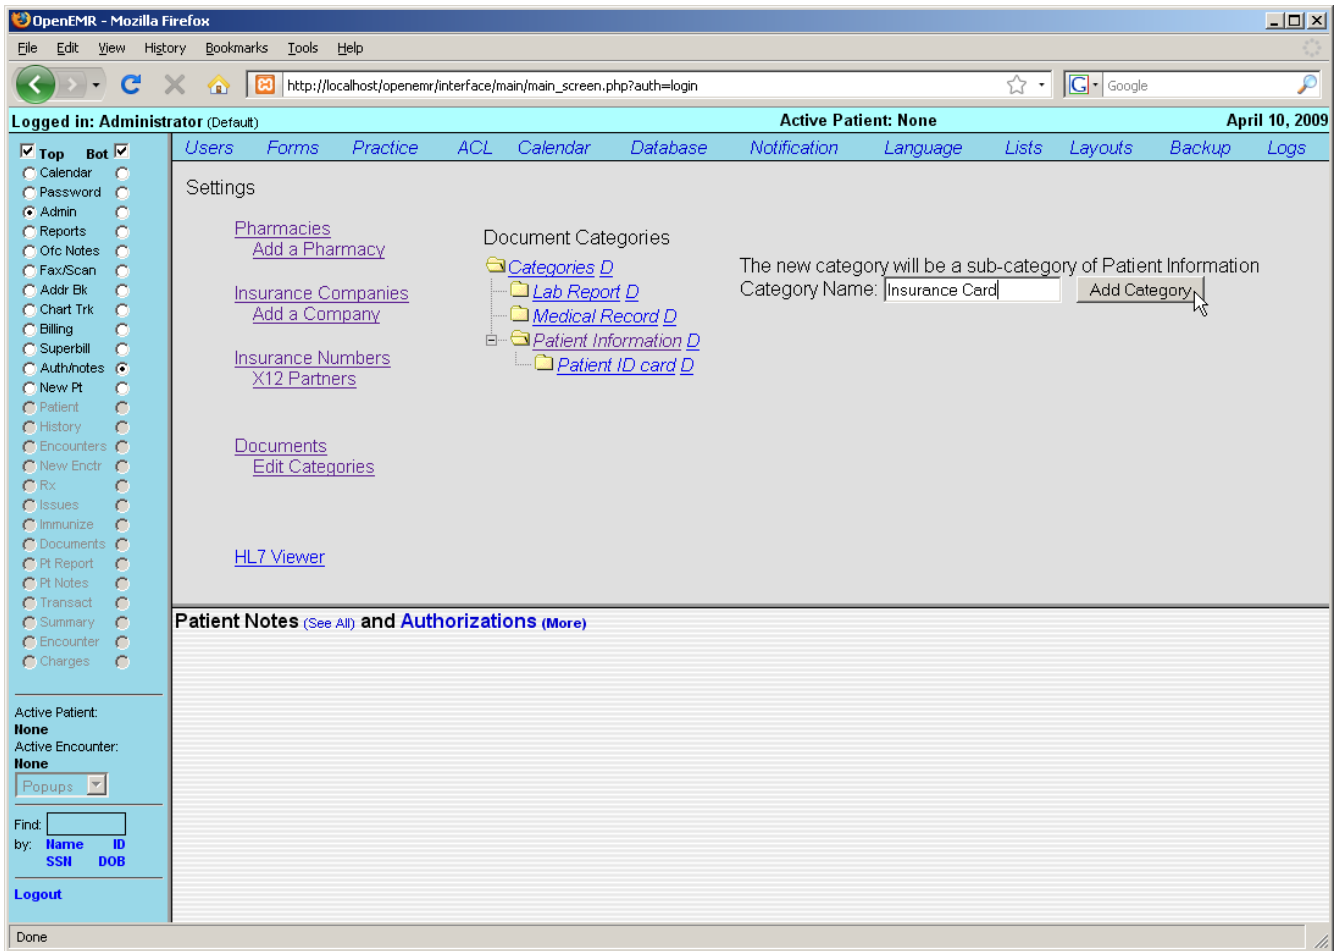 OpenEMR - Mozilla Firefox
File Edit View History Bookmarks Tools Help
http://localhost/openemr/interface/main/main_screen.php?auth=login
G Google
Logged in: Administrator (Default) Active Patient: None April 10, 2009
Top Bot
Calendar
Password
Admin
Reports
Ofc Notes
Fax/Scan
Addr Bk
Chart Trk
Billing
Superbill
Auth/notes
New Pt
Patient
History
Encounters
New Enctr
Rx
Issues
Immunize
Documents
Pt Report
Pt Notes
Transact
Summary
Encounter
Charges
Active Patient:
None
Active Encounter:
None
Popups
Find:
by: Name ID
SSN DOB
Logout
Users Forms Practice ACL Calendar Database Notification Language Lists Layouts Backup Logs
Settings
Pharmacies
Add a Pharmacy
Insurance Companies
Add a Company
Insurance Numbers
X12 Partners
Documents
Edit Categories
HL7 Viewer
Document Categories
Categories D
Lab Report D
Medical Record D
Patient Information D
Patient ID card D
The new category will be a sub-category of Patient Information
Category Name: Insurance Card Add Category
Patient Notes (See All) and Authorizations (More)
Done